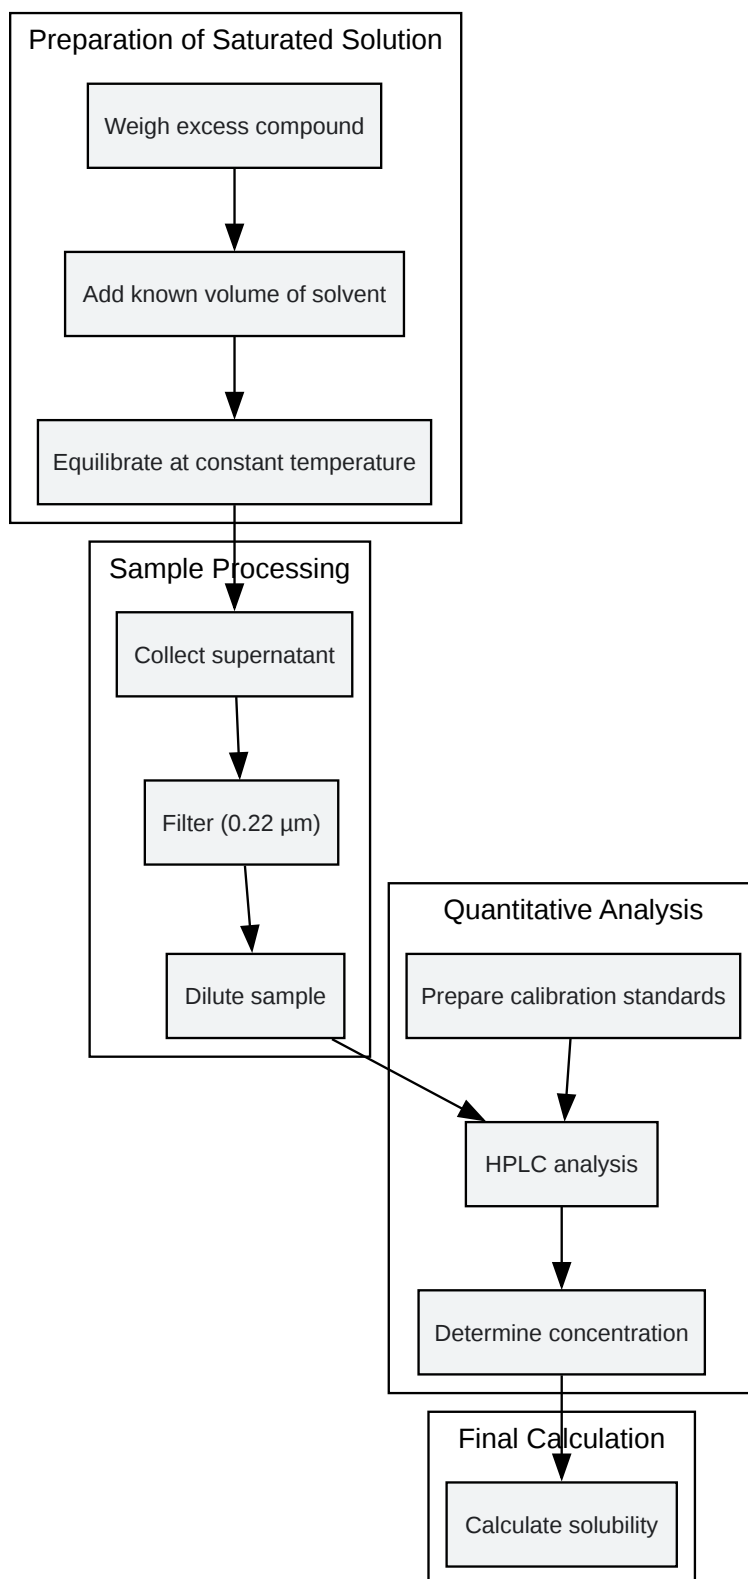 Preparation of Saturated Solution
Weigh excess compound
Add known volume of solvent
Equilibrate at constant temperature
Sample Processing
Collect supernatant
Filter (0.22 µm)
Dilute sample
Quantitative Analysis
Prepare calibration standards
HPLC analysis
Determine concentration
Final Calculation
Calculate solubility